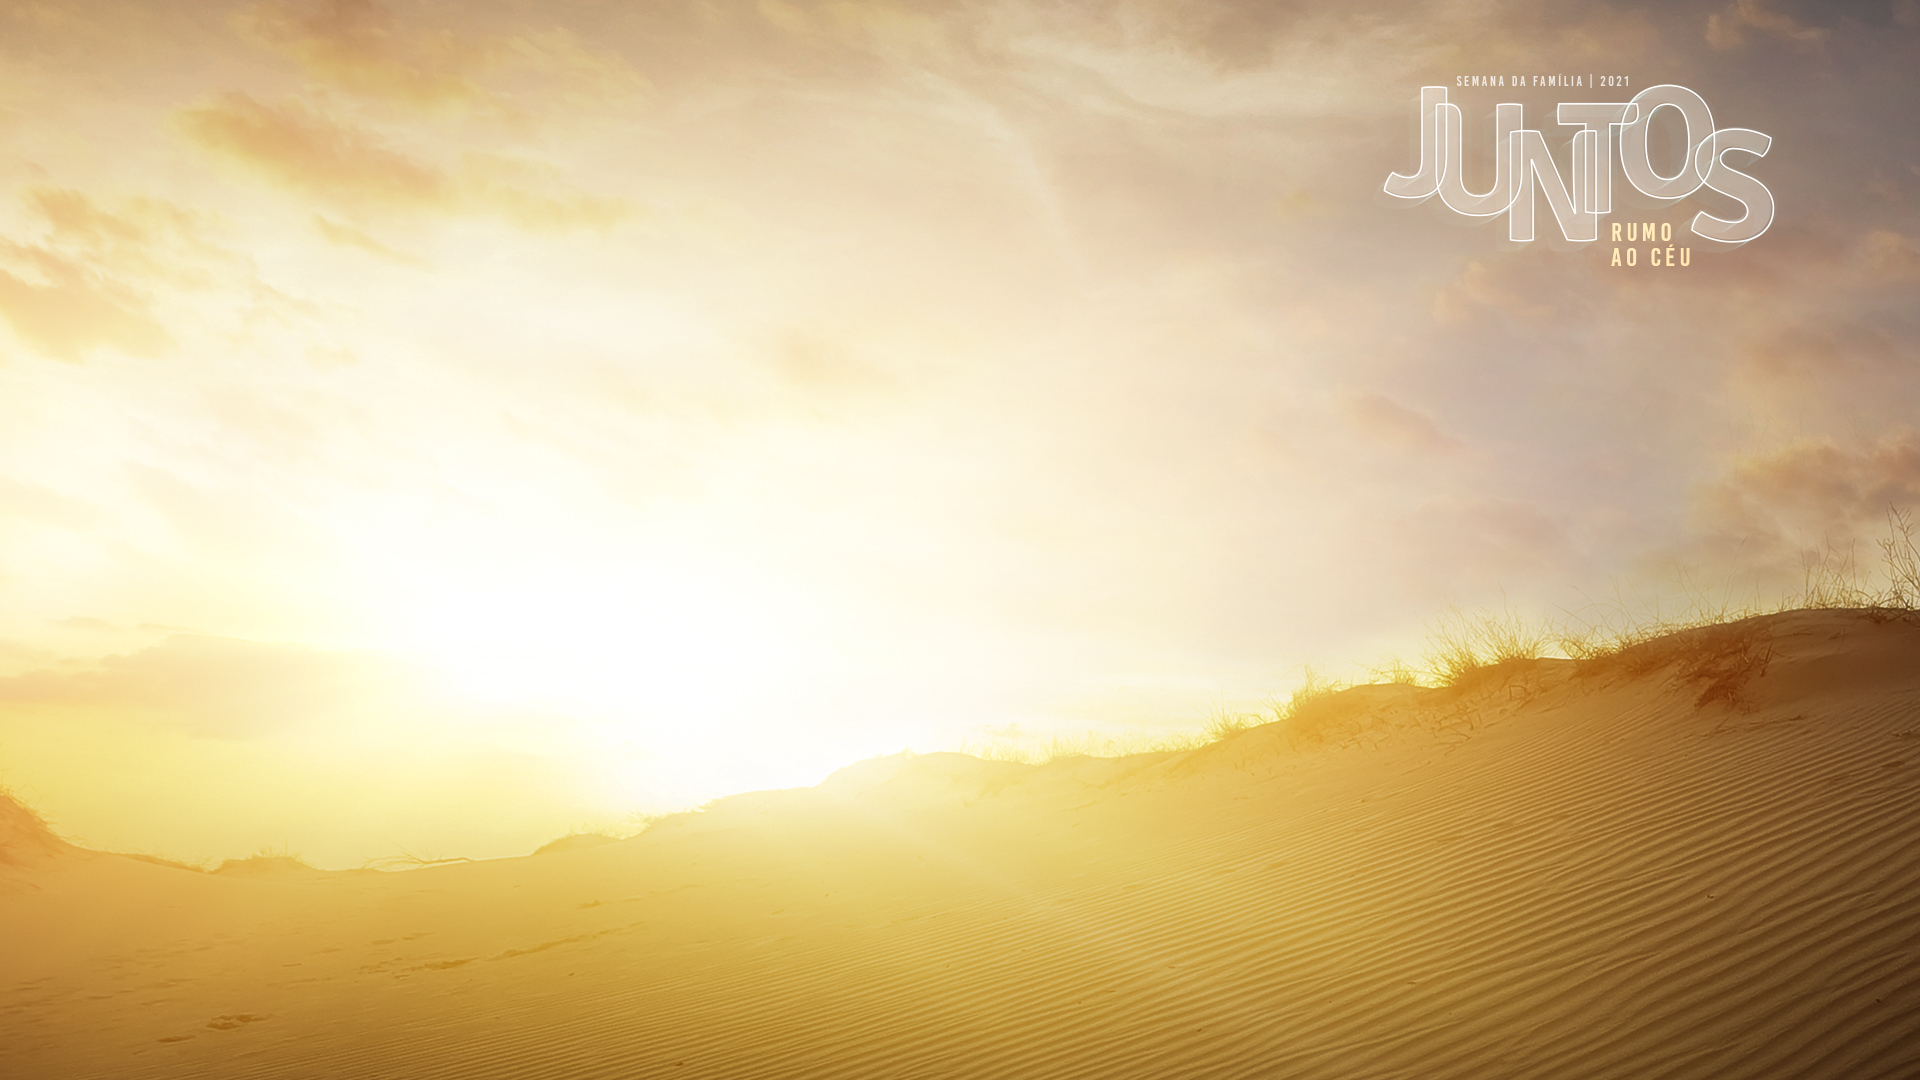 SEMANA DA FAMÍLIA | 2021
JUNTOS
RUMO
AO CÉU